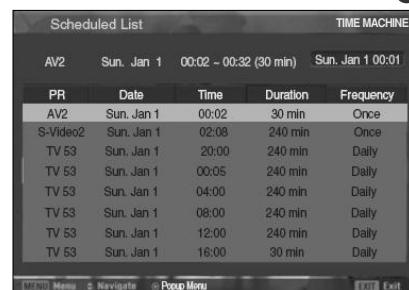 Scheduled List TIME MACHINE
AV2 Sun. Jan 1 00:02 ~ 00:32 (30 min) Sun. Jan 1 00:01
PR Date Time Duration Frequency
AV2 Sun. Jan 1 00:02 30 min Once
S-Video2 Sun. Jan 1 02:08 240 min Once
TV 53 Sun. Jan 1 20:00 240 min Daily
TV 53 Sun. Jan 1 00:05 240 min Daily
TV 53 Sun. Jan 1 04:00 240 min Daily
TV 53 Sun. Jan 1 08:00 240 min Daily
TV 53 Sun. Jan 1 12:00 240 min Daily
TV 53 Sun. Jan 1 16:00 30 min Daily
MENU Menu Navigate Popup Menu EXIT Exit